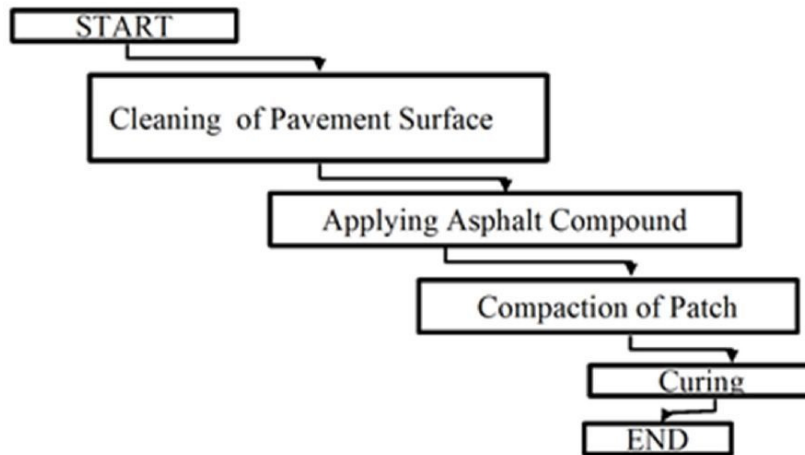 START
Cleaning of Pavement Surface
Applying Asphalt Compound
Compaction of Patch
Curing
END